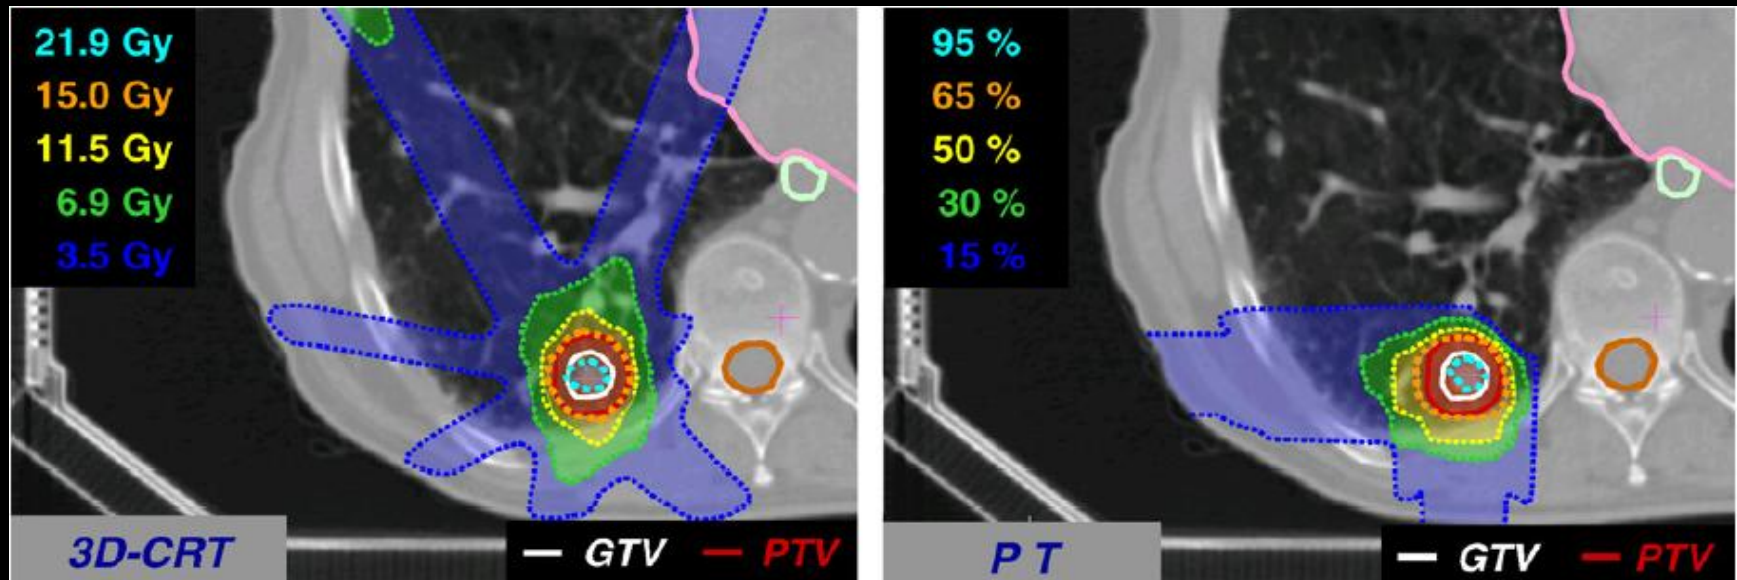 21.9 Gy
15.0 Gy
11.5 Gy
6.9 Gy
3.5 Gy
3D-CRT
GTV
PTV
95 %
65 %
50 %
30 %
15 %
P T
GTV
PTV